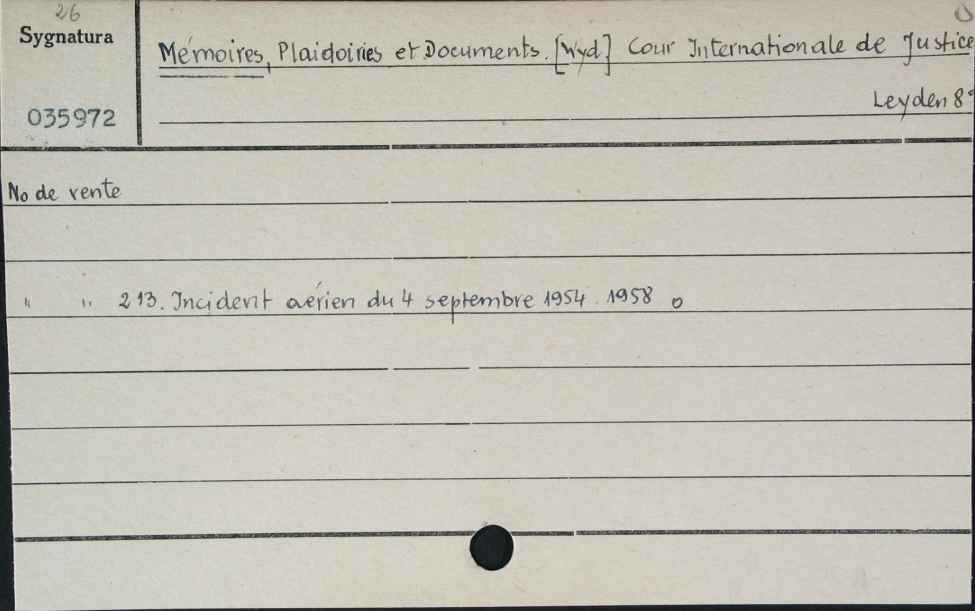 26
Sygnatura
035972
Mémoires, Plaidoiries et Documents. [Wyd] Cour Internationale de Justice
Leyden 8°
No de vente
" " 213. Incident aérien du 4 septembre 1954. 1958 o